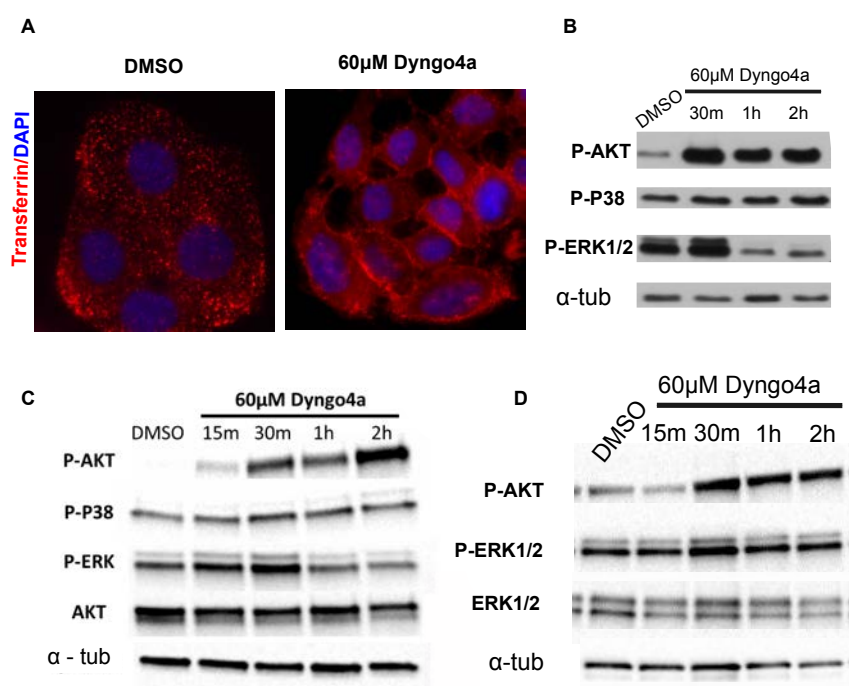 A
DMSO
60µM Dyngo4a
Transferrin/DAPI
B
60µM Dyngo4a
DMSO
30m 1h 2h
P-AKT
P-P38
P-ERK1/2
α-tub
C
60µM Dyngo4a
DMSO 15m 30m 1h 2h
P-AKT
P-P38
P-ERK
AKT
α - tub
D
60µM Dyngo4a
DMSO 15m 30m 1h 2h
P-AKT
P-ERK1/2
ERK1/2
α-tub